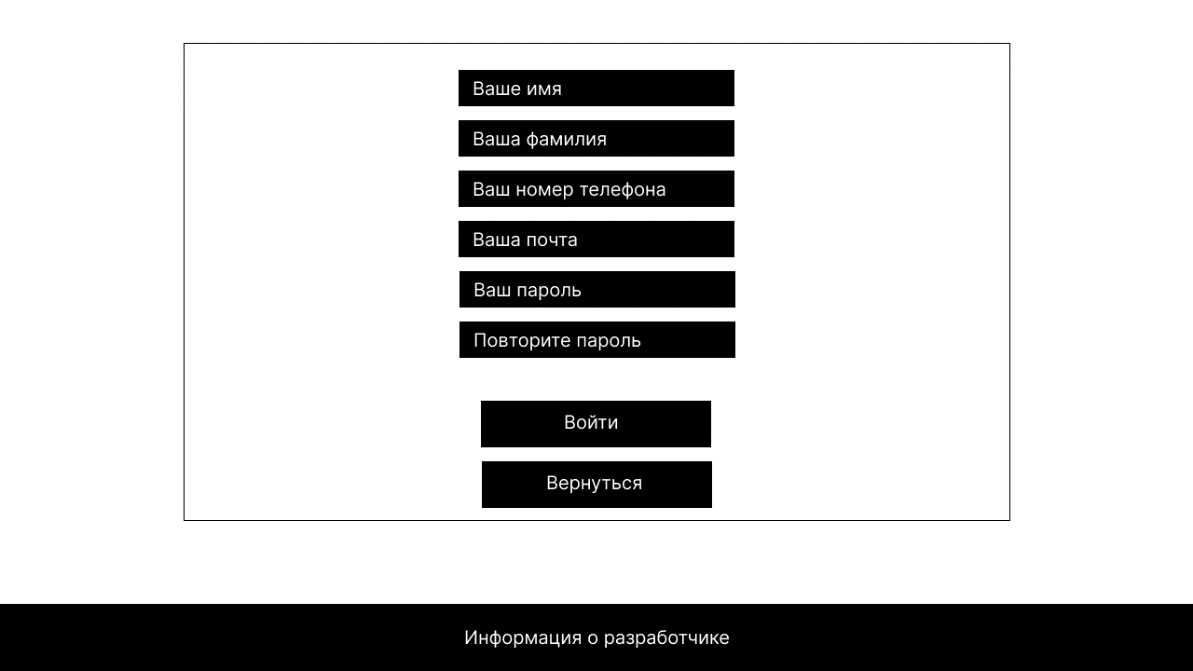 Ваше имя
Ваша фамилия
Ваш номер телефона
Ваша почта
Ваш пароль
Повторите пароль
Войти
Вернуться
Информация о разработчике